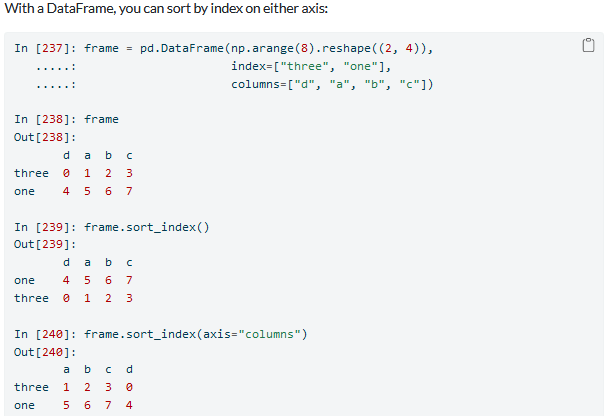 With a DataFrame, you can sort by index on either axis:
In [237]: frame = pd.DataFrame(np.arange(8).reshape((2, 4)),
   .....:                      index=["three", "one"],
   .....:                      columns=["d", "a", "b", "c"])
In [238]: frame
Out[238]:
       d  a  b  c
three  0  1  2  3
one    4  5  6  7
In [239]: frame.sort_index()
Out[239]:
       d  a  b  c
one    4  5  6  7
three  0  1  2  3
In [240]: frame.sort_index(axis="columns")
Out[240]:
       a  b  c  d
three  1  2  3  0
one    5  6  7  4